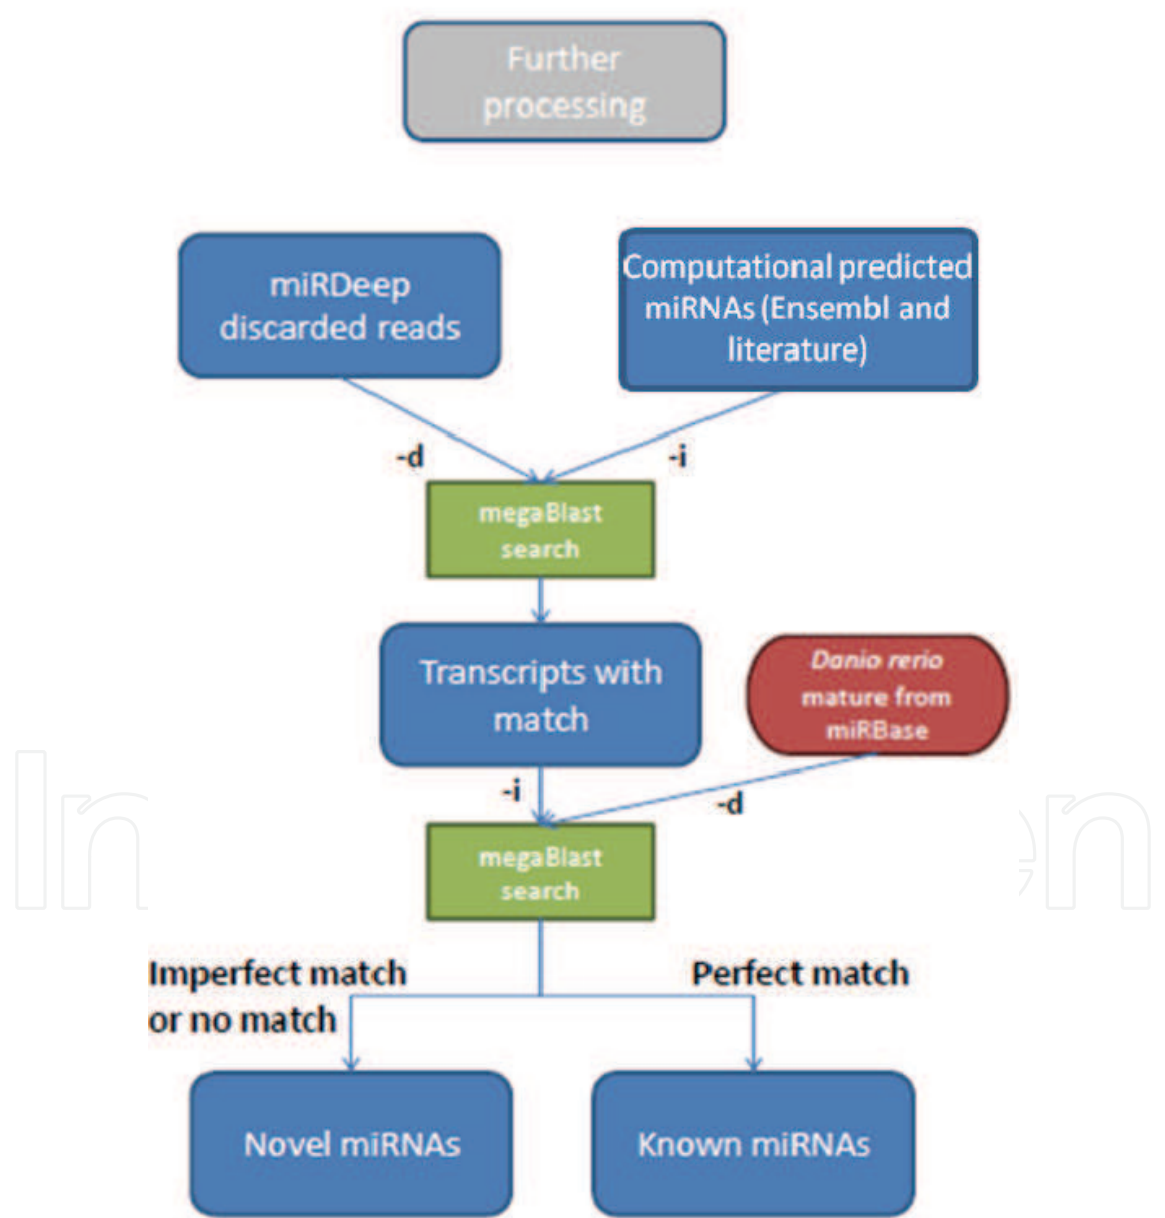 Further
processing
miRDeep
discarded reads
Computational predicted
miRNAs (Ensembl and
literature)
-d
-i
megaBlast
search
Transcripts with
match
Danio rerio
mature from
miRBase
-i
-d
megaBlast
search
Imperfect match
or no match
Perfect match
Novel miRNAs
Known miRNAs